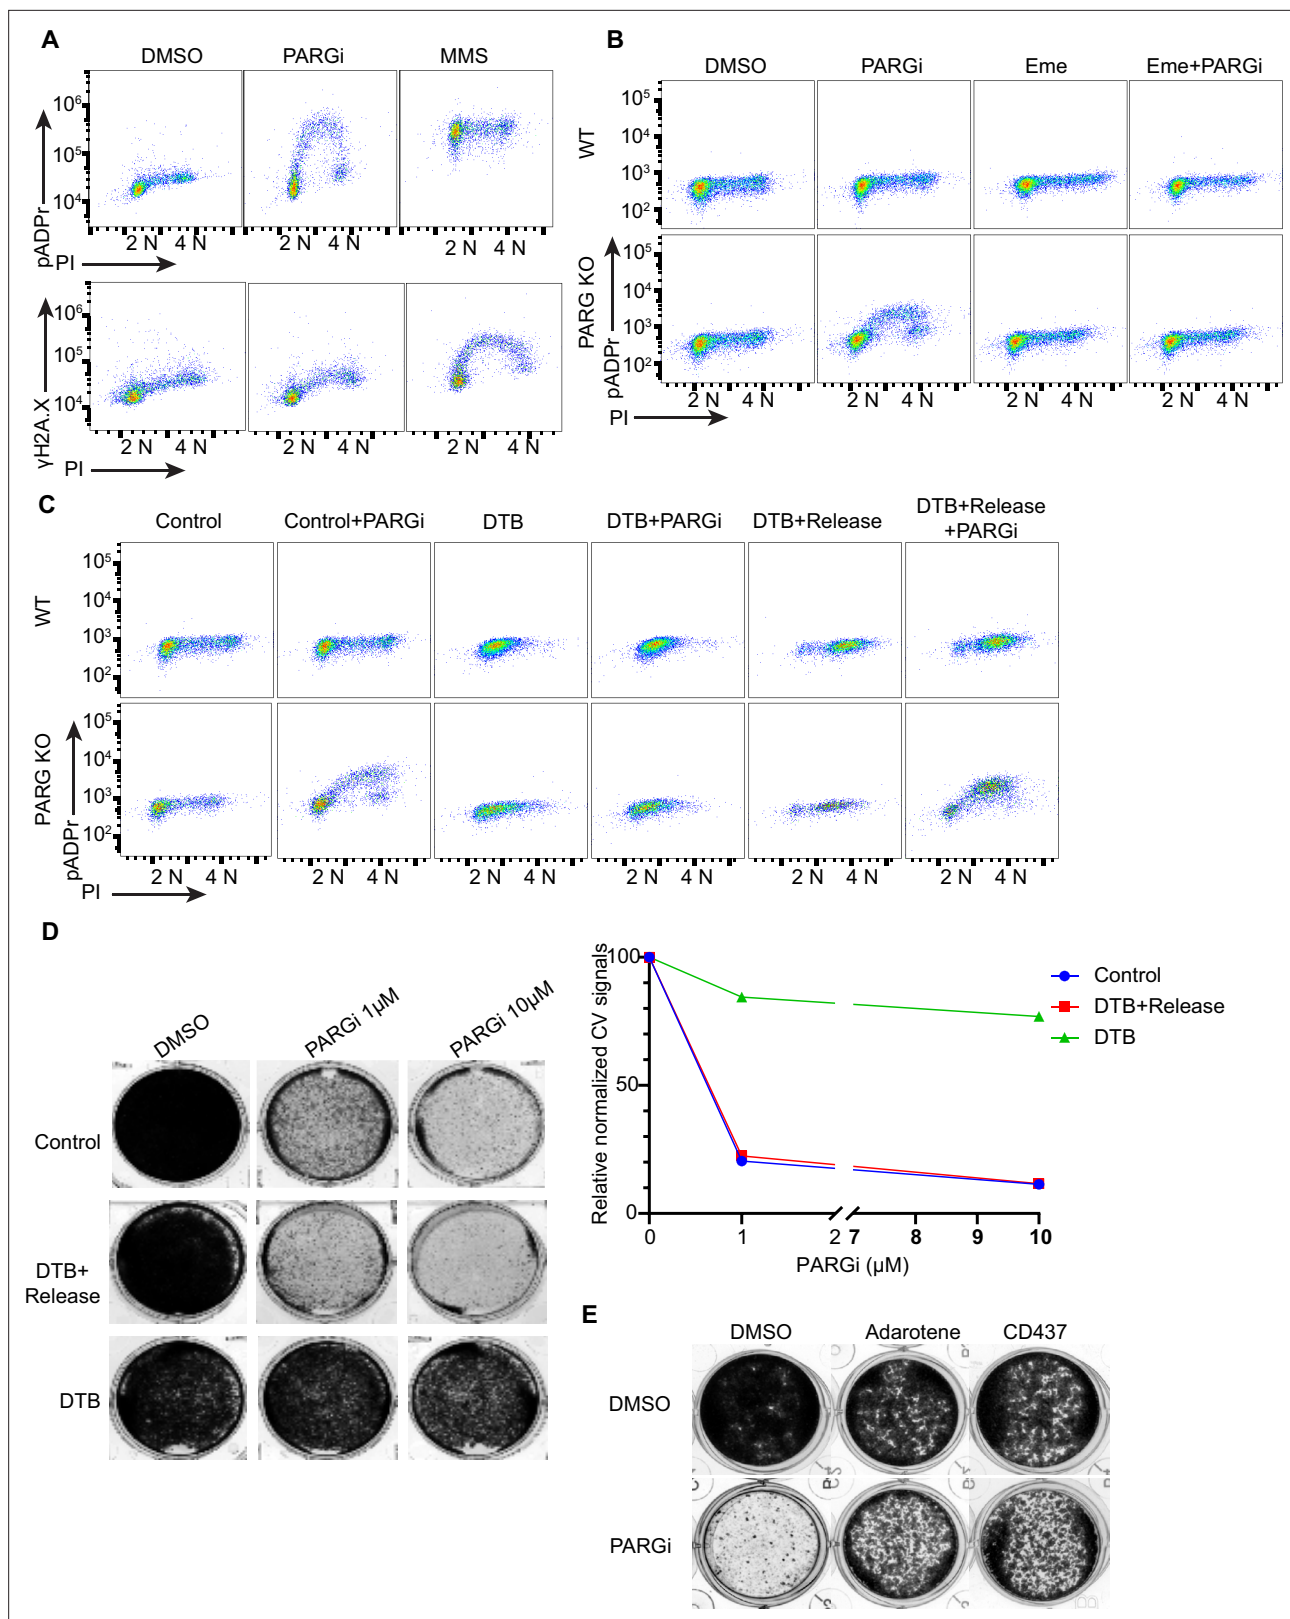 A
DMSO PARGi MMS
10⁶
10⁵
10⁴
pADPr
2 N 4 N 2 N 4 N 2 N 4 N
PI
10⁶
10⁵
10⁴
γH2A.X
2 N 4 N 2 N 4 N 2 N 4 N
PI
B
DMSO PARGi Eme Eme+PARGi
WT
10⁵
10⁴
10³
10²
PARG KO
pADPr
10⁵
10⁴
10³
10²
2 N 4 N 2 N 4 N 2 N 4 N 2 N 4 N
PI
C
Control Control+PARGi DTB DTB+PARGi DTB+Release DTB+Release
+PARGi
WT
10⁵
10⁴
10³
10²
PARG KO
pADPr
10⁵
10⁴
10³
10²
2 N 4 N 2 N 4 N 2 N 4 N 2 N 4 N 2 N 4 N 2 N 4 N
PI
D
DMSO PARGi 1μM PARGi 10μM
Control
DTB+
Release
DTB
Relative normalized CV signals
100
50
0
0 1 2 7 8 9 10
PARGi (μM)
Control
DTB+Release
DTB
E
DMSO Adarotene CD437
DMSO
PARGi